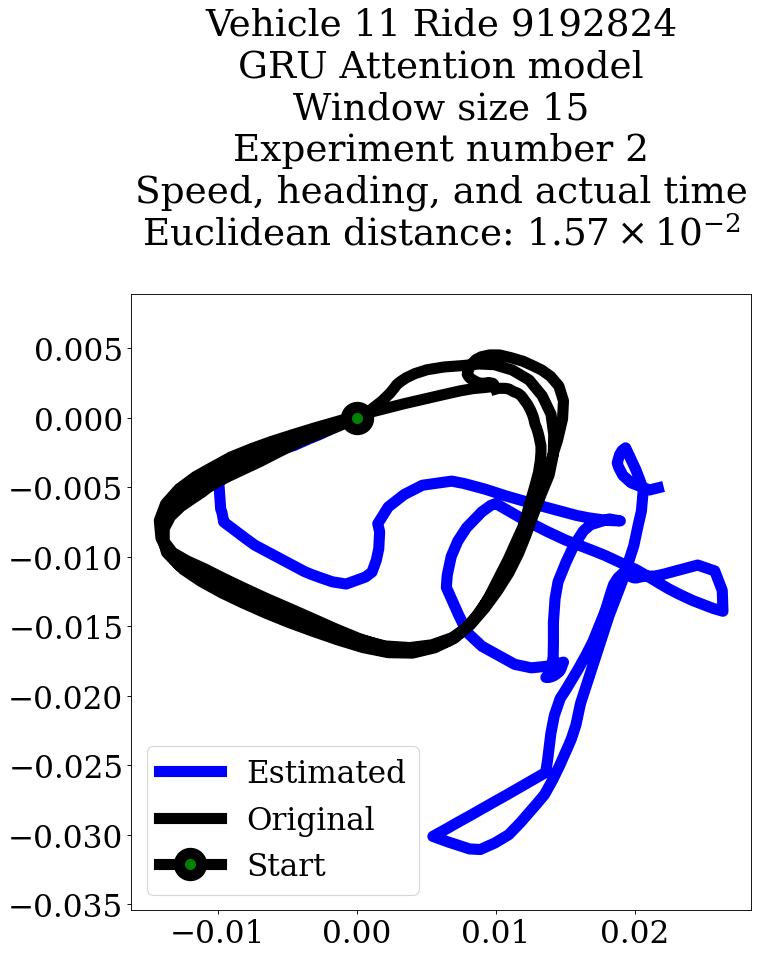 Vehicle 11 Ride 9192824
GRU Attention model
Window size 15
Experiment number 2
Speed, heading, and actual time
Euclidean distance: 1.57 × 10⁻²
0.005
0.000
−0.005
−0.010
−0.015
−0.020
−0.025
−0.030
−0.035
Estimated
Original
Start
−0.01 0.00 0.01 0.02